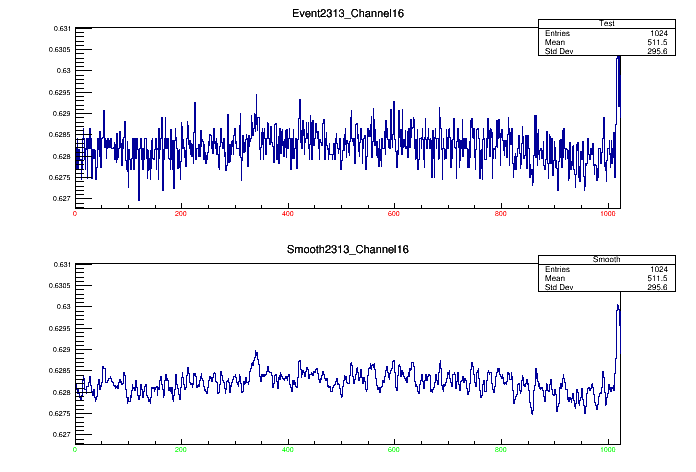 Event2313_Channel16
Test
Entries 1024
Mean 511.5
Std Dev 295.6
0.631
0.6305
0.63
0.6295
0.629
0.6285
0.628
0.6275
0.627
0 200 400 600 800 1000
Smooth2313_Channel16
Smooth
Entries 1024
Mean 511.5
Std Dev 295.6
0.631
0.6305
0.63
0.6295
0.629
0.6285
0.628
0.6275
0.627
0 200 400 600 800 1000